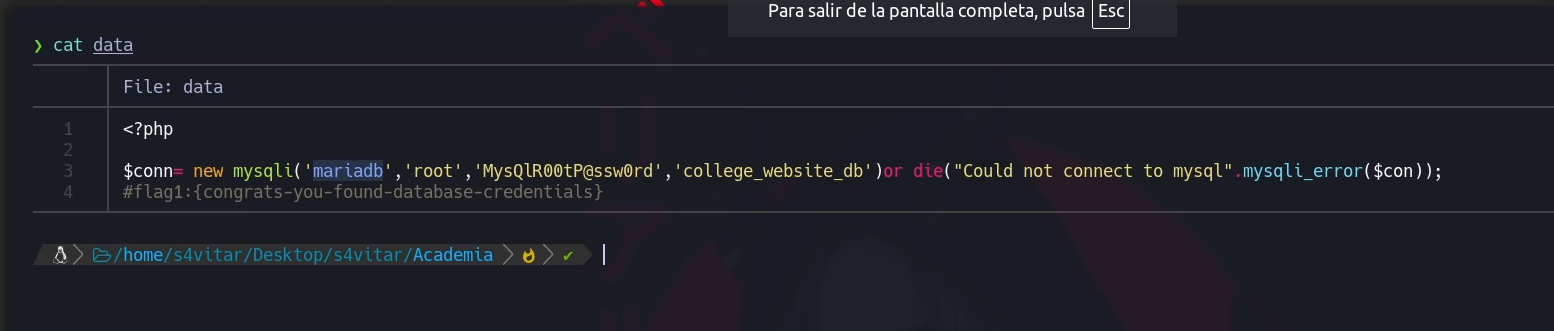 Para salir de la pantalla completa, pulsa Esc
❯ cat data
File: data
1 <?php
2
3 $conn= new mysqli('mariadb','root','MysQlR00tP@ssw0rd','college_website_db')or die("Could not connect to mysql".mysqli_error($con));
4 #flag1:{congrats-you-found-database-credentials}
/home/s4vitar/Desktop/s4vitar/Academia